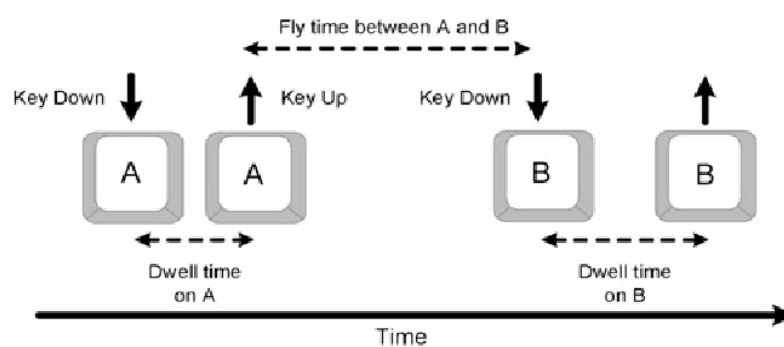 Fly time between A and B
Key Down
Key Up
Key Down
A
A
B
B
Dwell time
on A
Dwell time
on B
Time